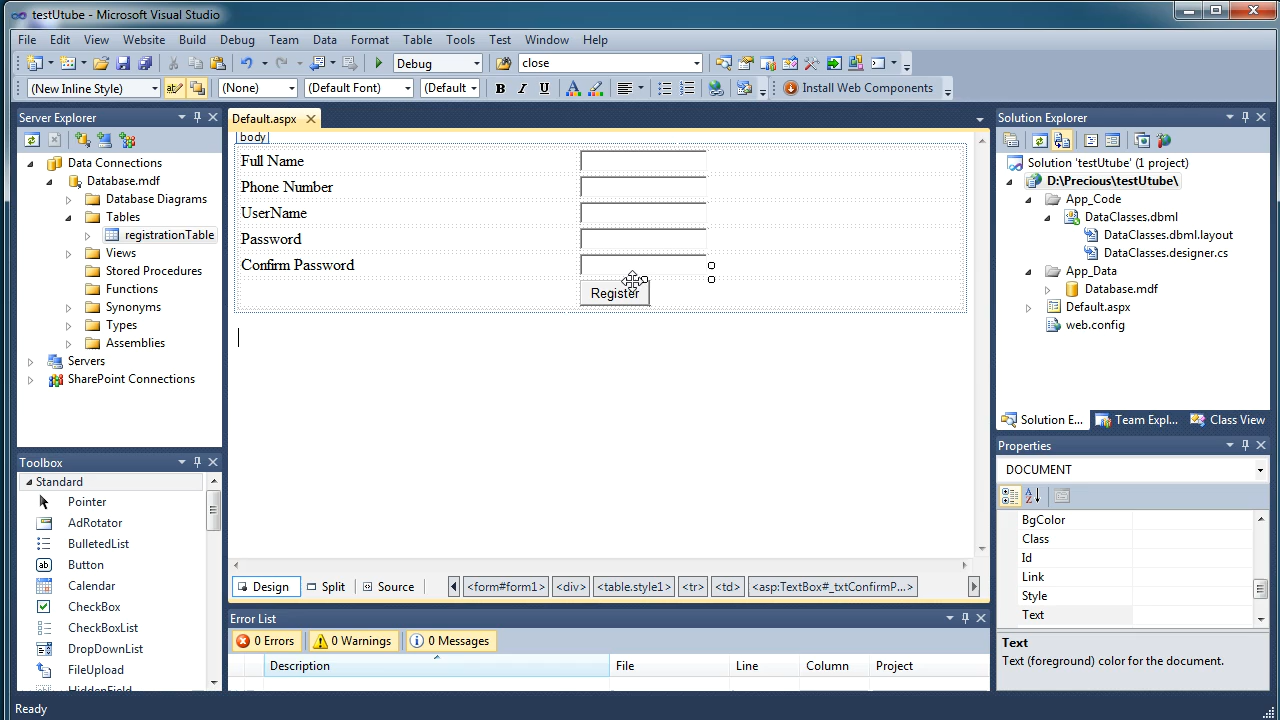 testUtube - Microsoft Visual Studio
File Edit View Website Build Debug Team Data Format Table Tools Test Window Help
Debug close
(New Inline Style) (None) (Default Font) (Default B I U A Install Web Components
Server Explorer
Data Connections
Database.mdf
Database Diagrams
Tables
registrationTable
Views
Stored Procedures
Functions
Synonyms
Types
Assemblies
Servers
SharePoint Connections
Toolbox
Standard
Pointer
AdRotator
BulletedList
Button
Calendar
CheckBox
CheckBoxList
DropDownList
FileUpload
HiddenField
Default.aspx
body
Full Name
Phone Number
UserName
Password
Confirm Password
Register
Design Split Source <form#form1> <div> <table.style1> <tr> <td> <asp:TextBox#_txtConfirmP...>
Error List
0 Errors 0 Warnings 0 Messages
Description File Line Column Project
Solution Explorer
Solution 'testUtube' (1 project)
D:\Precious\testUtube\
App_Code
DataClasses.dbml
DataClasses.dbml.layout
DataClasses.designer.cs
App_Data
Database.mdf
Default.aspx
web.config
Solution E... Team Expl... Class View
Properties
DOCUMENT
BgColor
Class
Id
Link
Style
Text
Text
Text (foreground) color for the document.
Ready